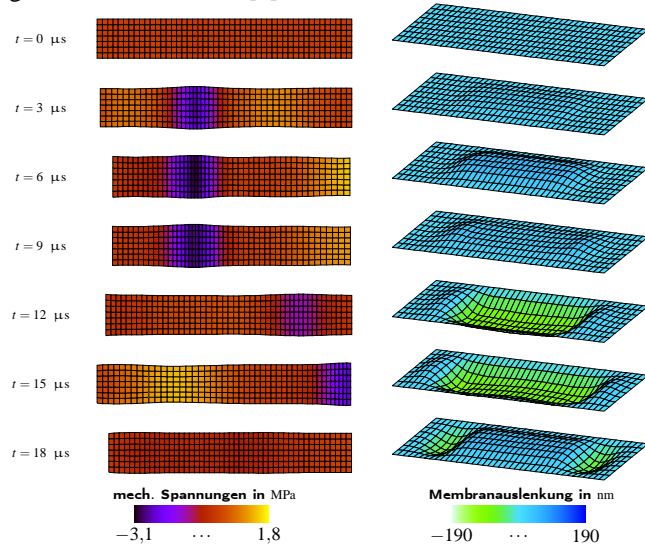 t = 0 µs
t = 3 µs
t = 6 µs
t = 9 µs
t = 12 µs
t = 15 µs
t = 18 µs
mech. Spannungen in MPa
−3,1 ··· 1,8
Membranauslenkung in nm
−190 ··· 190